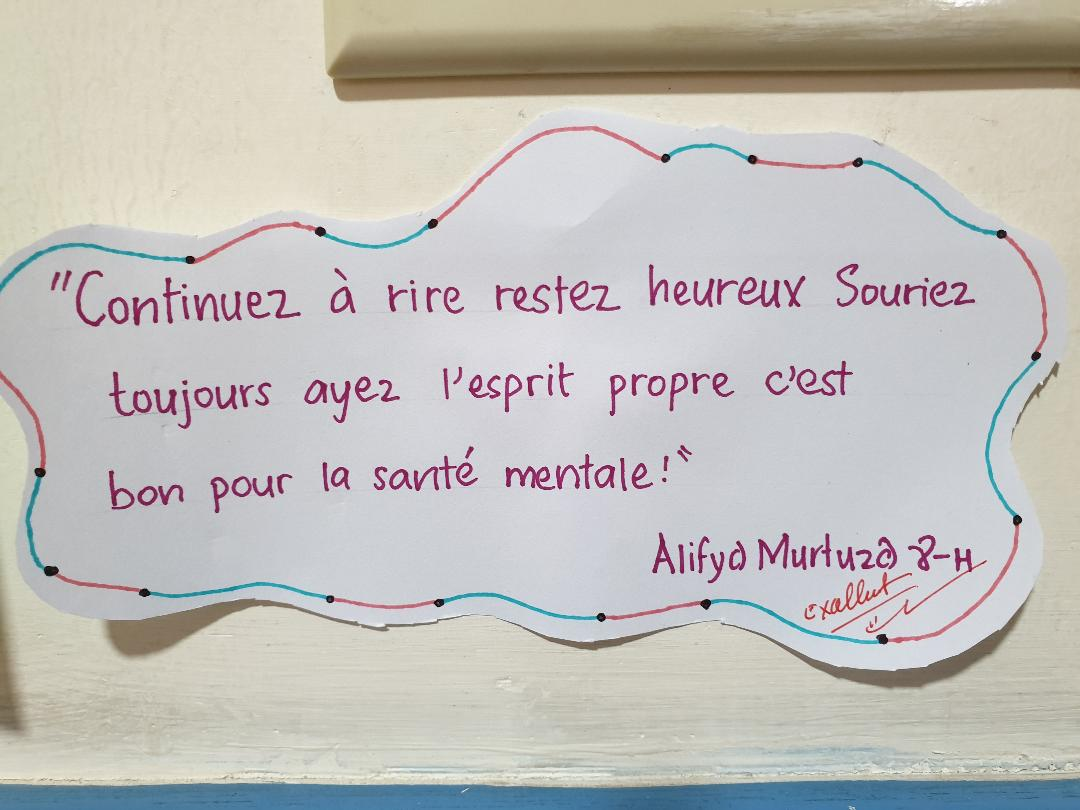 "Continuez à rire restez heureux Souriez
toujours ayez l'esprit propre c'est
bon pour la santé mentale!"
Alifya Murtuza 8-H